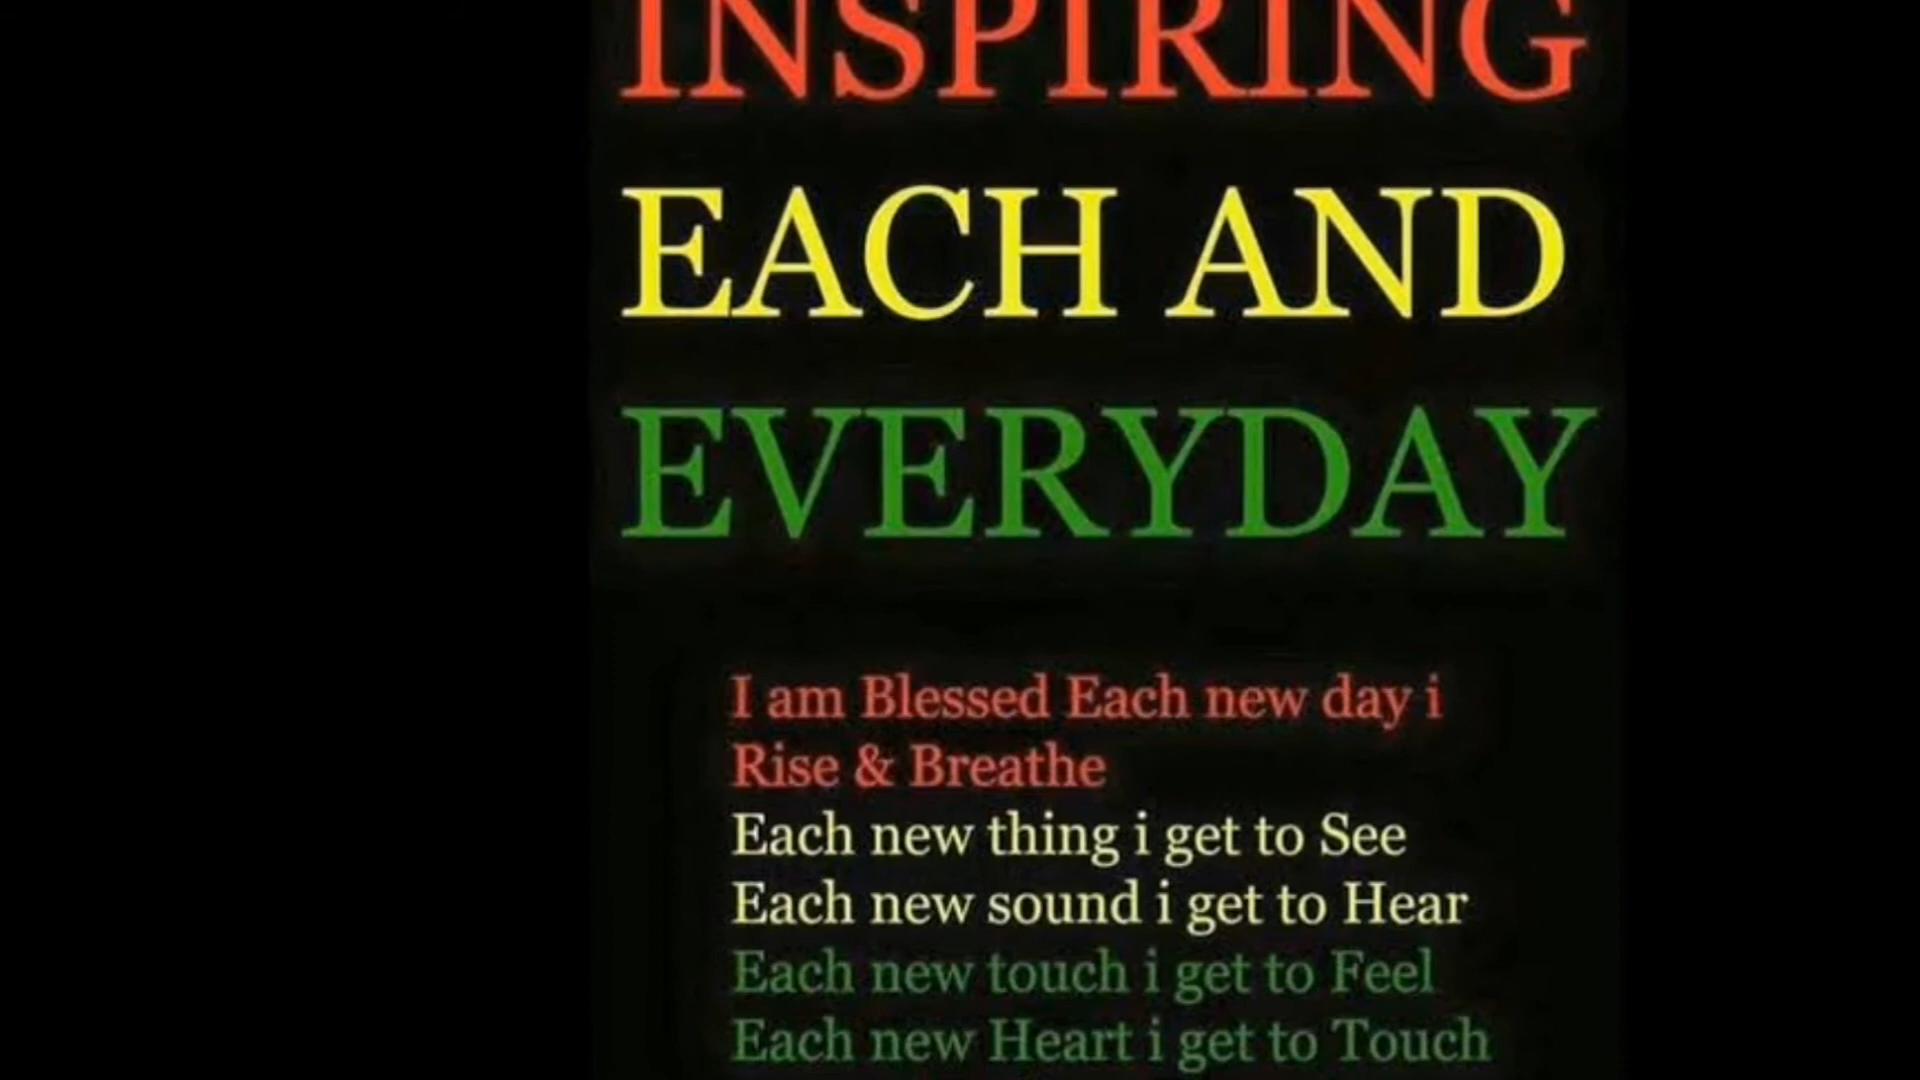 INSPIRING
EACH AND
EVERYDAY
I am Blessed Each new day i
Rise & Breathe
Each new thing i get to See
Each new sound i get to Hear
Each new touch i get to Feel
Each new Heart i get to Touch